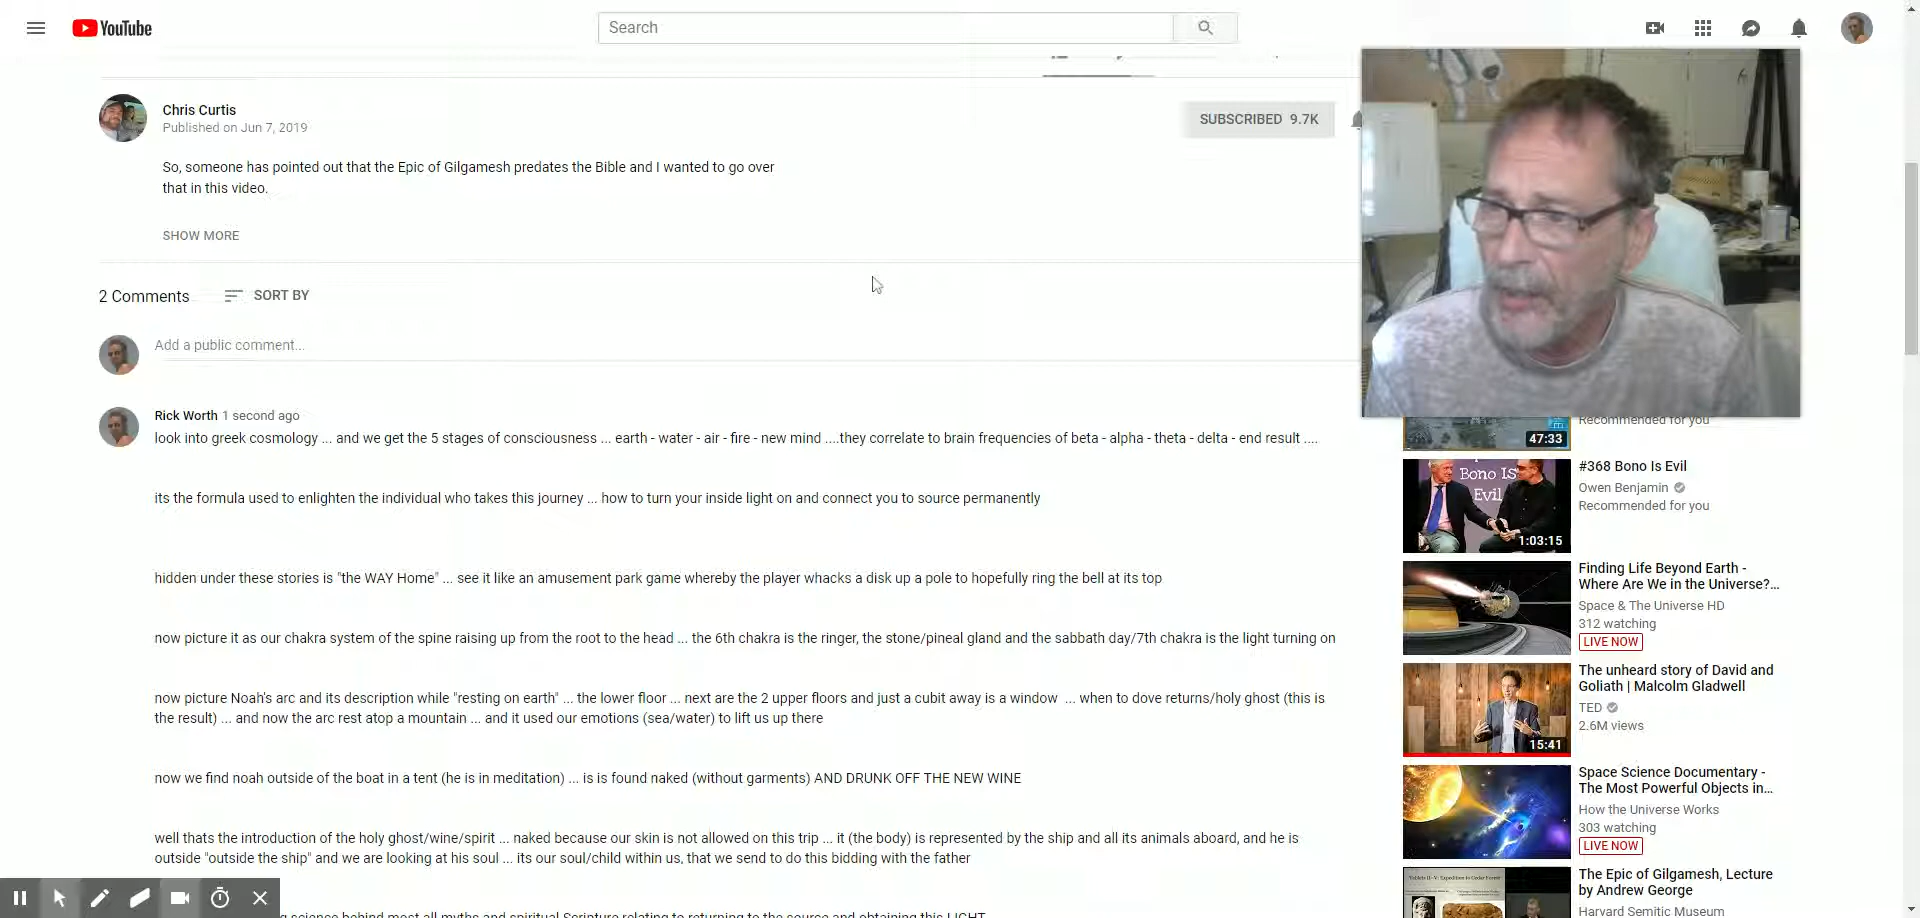 YouTube
Search
Chris Curtis
Published on Jun 7, 2019
SUBSCRIBED 9.7K
So, someone has pointed out that the Epic of Gilgamesh predates the Bible and I wanted to go over
that in this video.
SHOW MORE
2 Comments
SORT BY
Add a public comment...
Rick Worth 1 second ago
look into greek cosmology ... and we get the 5 stages of consciousness ... earth - water - air - fire - new mind ....they correlate to brain frequencies of beta - alpha - theta - delta - end result ....
its the formula used to enlighten the individual who takes this journey ... how to turn your inside light on and connect you to source permanently
hidden under these stories is "the WAY Home" ... see it like an amusement park game whereby the player whacks a disk up a pole to hopefully ring the bell at its top
now picture it as our chakra system of the spine raising up from the root to the head ... the 6th chakra is the ringer, the stone/pineal gland and the sabbath day/7th chakra is the light turning on
now picture Noah's arc and its description while "resting on earth" ... the lower floor ... next are the 2 upper floors and just a cubit away is a window ... when to dove returns/holy ghost (this is
the result) ... and now the arc rest atop a mountain ... and it used our emotions (sea/water) to lift us up there
now we find noah outside of the boat in a tent (he is in meditation) ... is is found naked (without garments) AND DRUNK OFF THE NEW WINE
well thats the introduction of the holy ghost/wine/spirit ... naked because our skin is not allowed on this trip ... it (the body) is represented by the ship and all its animals aboard, and he is
outside "outside the ship" and we are looking at his soul ... its our soul/child within us, that we send to do this bidding with the father
science behind most all myths and spiritual Scripture relating to returning to the source and obtaining this LIGHT
Recommended for you
47:33
#368 Bono Is Evil
Owen Benjamin
Recommended for you
Bono Is
Evil
1:03:15
Finding Life Beyond Earth -
Where Are We in the Universe?...
Space & The Universe HD
312 watching
LIVE NOW
The unheard story of David and
Goliath | Malcolm Gladwell
TED
2.6M views
15:41
Space Science Documentary -
The Most Powerful Objects in...
How the Universe Works
303 watching
LIVE NOW
The Epic of Gilgamesh, Lecture
by Andrew George
Harvard Semitic Museum